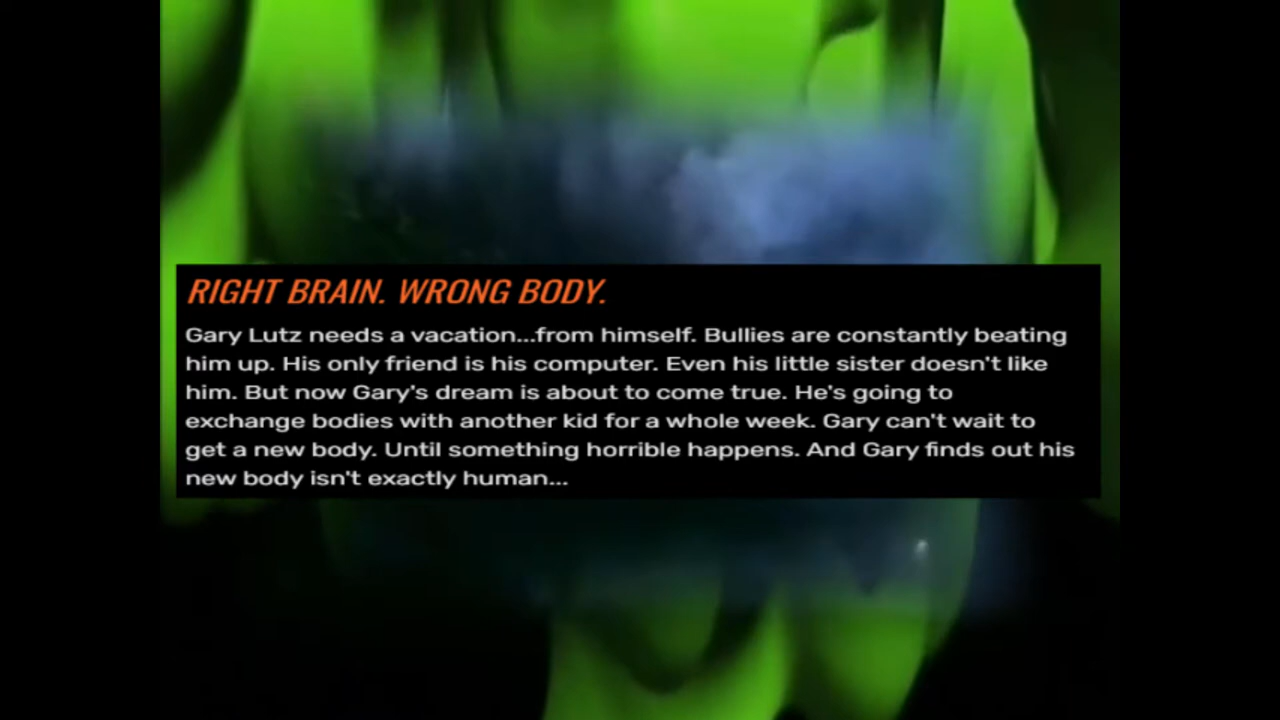 RIGHT BRAIN. WRONG BODY.
Gary Lutz needs a vacation...from himself. Bullies are constantly beating
him up. His only friend is his computer. Even his little sister doesn't like
him. But now Gary's dream is about to come true. He's going to
exchange bodies with another kid for a whole week. Gary can't wait to
get a new body. Until something horrible happens. And Gary finds out his
new body isn't exactly human...